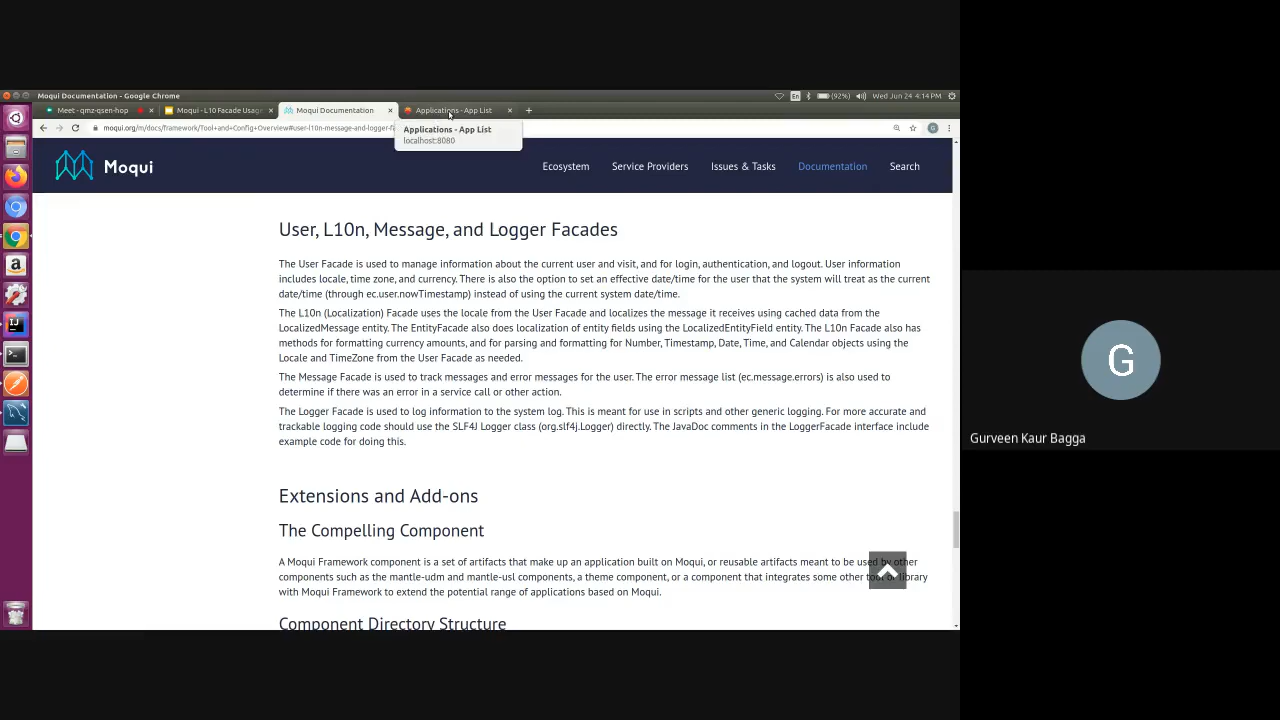 Moqui Documentation - Google Chrome
En
(92%)
Wed Jun 24 4:14 PM
Meet - qmz-qsen-hop
Moqui - L10 Facade Usage
Moqui Documentation
Applications - App List
moqui.org/m/docs/framework/Tool+and+Config+Overview#user-l10n-message-and-logger-f
G
Applications - App List
localhost:8080
Moqui
Ecosystem
Service Providers
Issues & Tasks
Documentation
Search
User, L10n, Message, and Logger Facades
The User Facade is used to manage information about the current user and visit, and for login, authentication, and logout. User information
includes locale, time zone, and currency. There is also the option to set an effective date/time for the user that the system will treat as the current
date/time (through ec.user.nowTimestamp) instead of using the current system date/time.
The L10n (Localization) Facade uses the locale from the User Facade and localizes the message it receives using cached data from the
LocalizedMessage entity. The EntityFacade also does localization of entity fields using the LocalizedEntityField entity. The L10n Facade also has
methods for formatting currency amounts, and for parsing and formatting for Number, Timestamp, Date, Time, and Calendar objects using the
Locale and TimeZone from the User Facade as needed.
The Message Facade is used to track messages and error messages for the user. The error message list (ec.message.errors) is also used to
determine if there was an error in a service call or other action.
The Logger Facade is used to log information to the system log. This is meant for use in scripts and other generic logging. For more accurate and
trackable logging code should use the SLF4J Logger class (org.slf4j.Logger) directly. The JavaDoc comments in the LoggerFacade interface include
example code for doing this.
Extensions and Add-ons
The Compelling Component
A Moqui Framework component is a set of artifacts that make up an application built on Moqui, or reusable artifacts meant to be used by other
components such as the mantle-udm and mantle-usl components, a theme component, or a component that integrates some other tool or library
with Moqui Framework to extend the potential range of applications based on Moqui.
Component Directory Structure
G
Gurveen Kaur Bagga